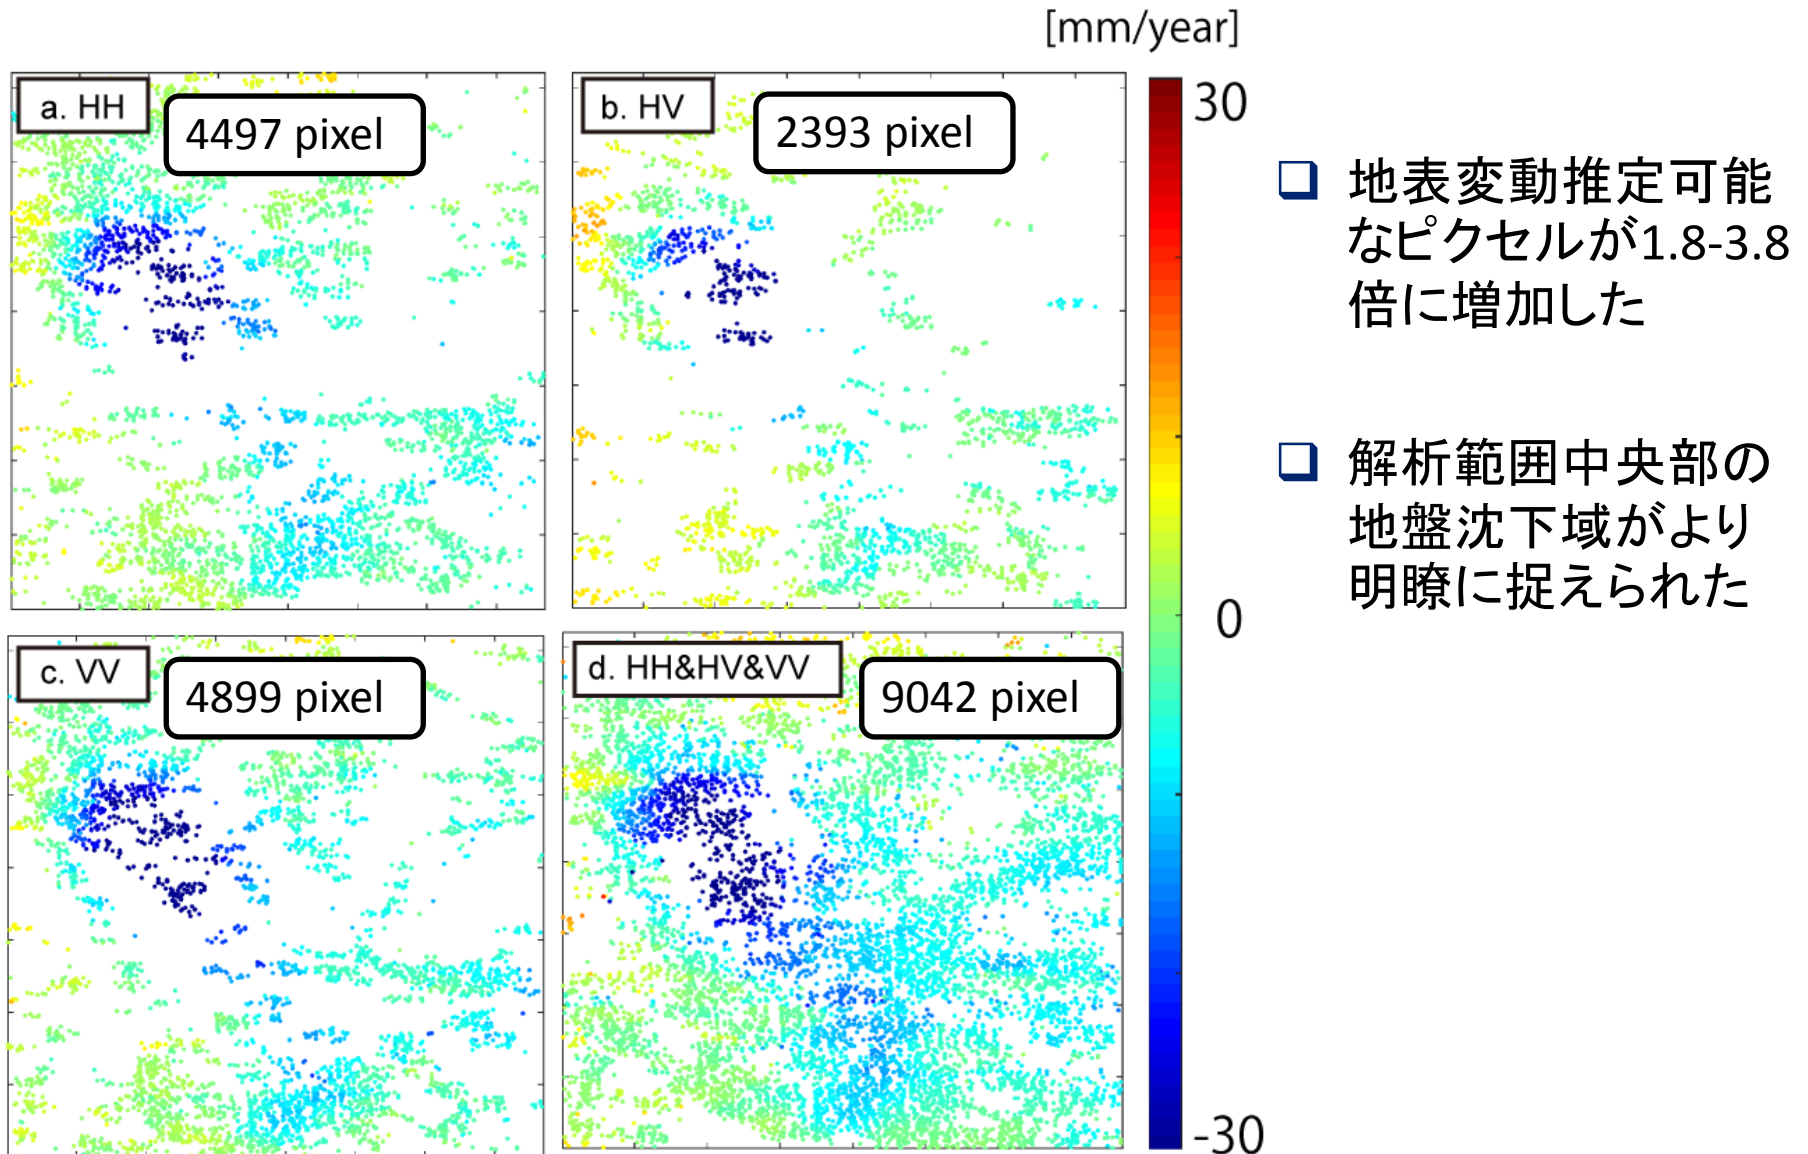 [mm/year]
a. HH
4497 pixel
b. HV
2393 pixel
c. VV
4899 pixel
d. HH&HV&VV
9042 pixel
30
0
-30
地表変動推定可能
なピクセルが1.8-3.8
倍に増加した
解析範囲中央部の
地盤沈下域がより
明瞭に捉えられた